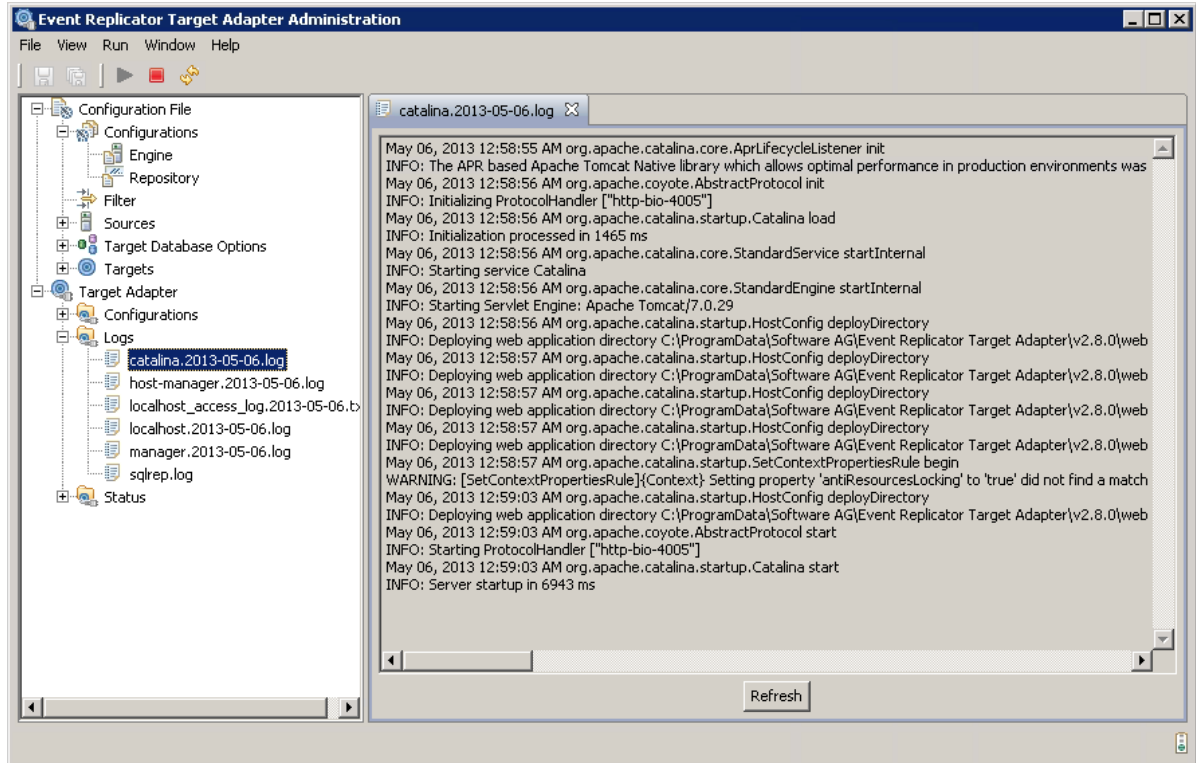 Event Replicator Target Adapter Administration
File View Run Window Help
Configuration File
Configurations
Engine
Repository
Filter
Sources
Target Database Options
Targets
Target Adapter
Configurations
Logs
catalina.2013-05-06.log
host-manager.2013-05-06.log
localhost_access_log.2013-05-06.t
localhost.2013-05-06.log
manager.2013-05-06.log
sqlrep.log
Status
catalina.2013-05-06.log
May 06, 2013 12:58:55 AM org.apache.catalina.core.AprLifecycleListener init
INFO: The APR based Apache Tomcat Native library which allows optimal performance in production environments was
May 06, 2013 12:58:56 AM org.apache.coyote.AbstractProtocol init
INFO: Initializing ProtocolHandler ["http-bio-4005"]
May 06, 2013 12:58:56 AM org.apache.catalina.startup.Catalina load
INFO: Initialization processed in 1465 ms
May 06, 2013 12:58:56 AM org.apache.catalina.core.StandardService startInternal
INFO: Starting service Catalina
May 06, 2013 12:58:56 AM org.apache.catalina.core.StandardEngine startInternal
INFO: Starting Servlet Engine: Apache Tomcat/7.0.29
May 06, 2013 12:58:56 AM org.apache.catalina.startup.HostConfig deployDirectory
INFO: Deploying web application directory C:\ProgramData\Software AG\Event Replicator Target Adapter\v2.8.0\web
May 06, 2013 12:58:57 AM org.apache.catalina.startup.HostConfig deployDirectory
INFO: Deploying web application directory C:\ProgramData\Software AG\Event Replicator Target Adapter\v2.8.0\web
May 06, 2013 12:58:57 AM org.apache.catalina.startup.HostConfig deployDirectory
INFO: Deploying web application directory C:\ProgramData\Software AG\Event Replicator Target Adapter\v2.8.0\web
May 06, 2013 12:58:57 AM org.apache.catalina.startup.HostConfig deployDirectory
INFO: Deploying web application directory C:\ProgramData\Software AG\Event Replicator Target Adapter\v2.8.0\web
May 06, 2013 12:58:57 AM org.apache.catalina.startup.SetContextPropertiesRule begin
WARNING: [SetContextPropertiesRule]{Context} Setting property 'antiResourcesLocking' to 'true' did not find a match
May 06, 2013 12:59:03 AM org.apache.catalina.startup.HostConfig deployDirectory
INFO: Deploying web application directory C:\ProgramData\Software AG\Event Replicator Target Adapter\v2.8.0\web
May 06, 2013 12:59:03 AM org.apache.coyote.AbstractProtocol start
INFO: Starting ProtocolHandler ["http-bio-4005"]
May 06, 2013 12:59:03 AM org.apache.catalina.startup.Catalina start
INFO: Server startup in 6943 ms
Refresh